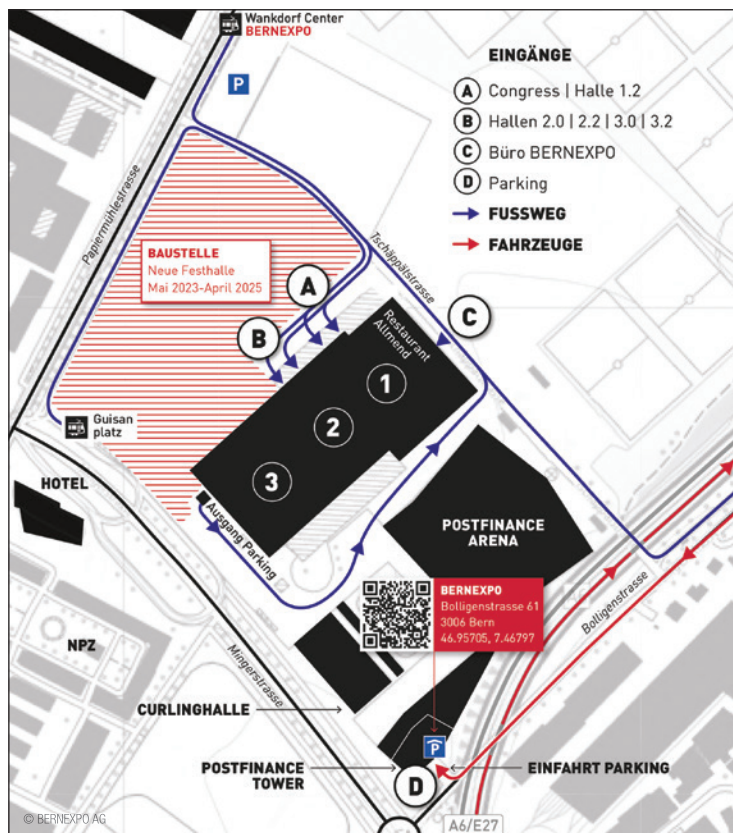 Wankdorf Center
BERNEXPO
P
EINGÄNGE
A Congress | Halle 1.2
B Hallen 2.0 | 2.2 | 3.0 | 3.2
C Büro BERNEXPO
D Parking
FUSSWEG
FAHRZEUGE
Papiermühlestrasse
BAUSTELLE
Neue Festhalle
Mai 2023-April 2025
Tschäppätstrasse
A
B
C
Restaurant
Allmend
1
2
3
Guisan
platz
HOTEL
Ausgang Parking
POSTFINANCE
ARENA
BERNEXPO
Bolligenstrasse 61
3006 Bern
46.95705, 7.46797
Bolligenstrasse
NPZ
Mingerstrasse
CURLINGHALLE
P
POSTFINANCE
TOWER
D
EINFAHRT PARKING
A6/E27
© BERNEXPO AG